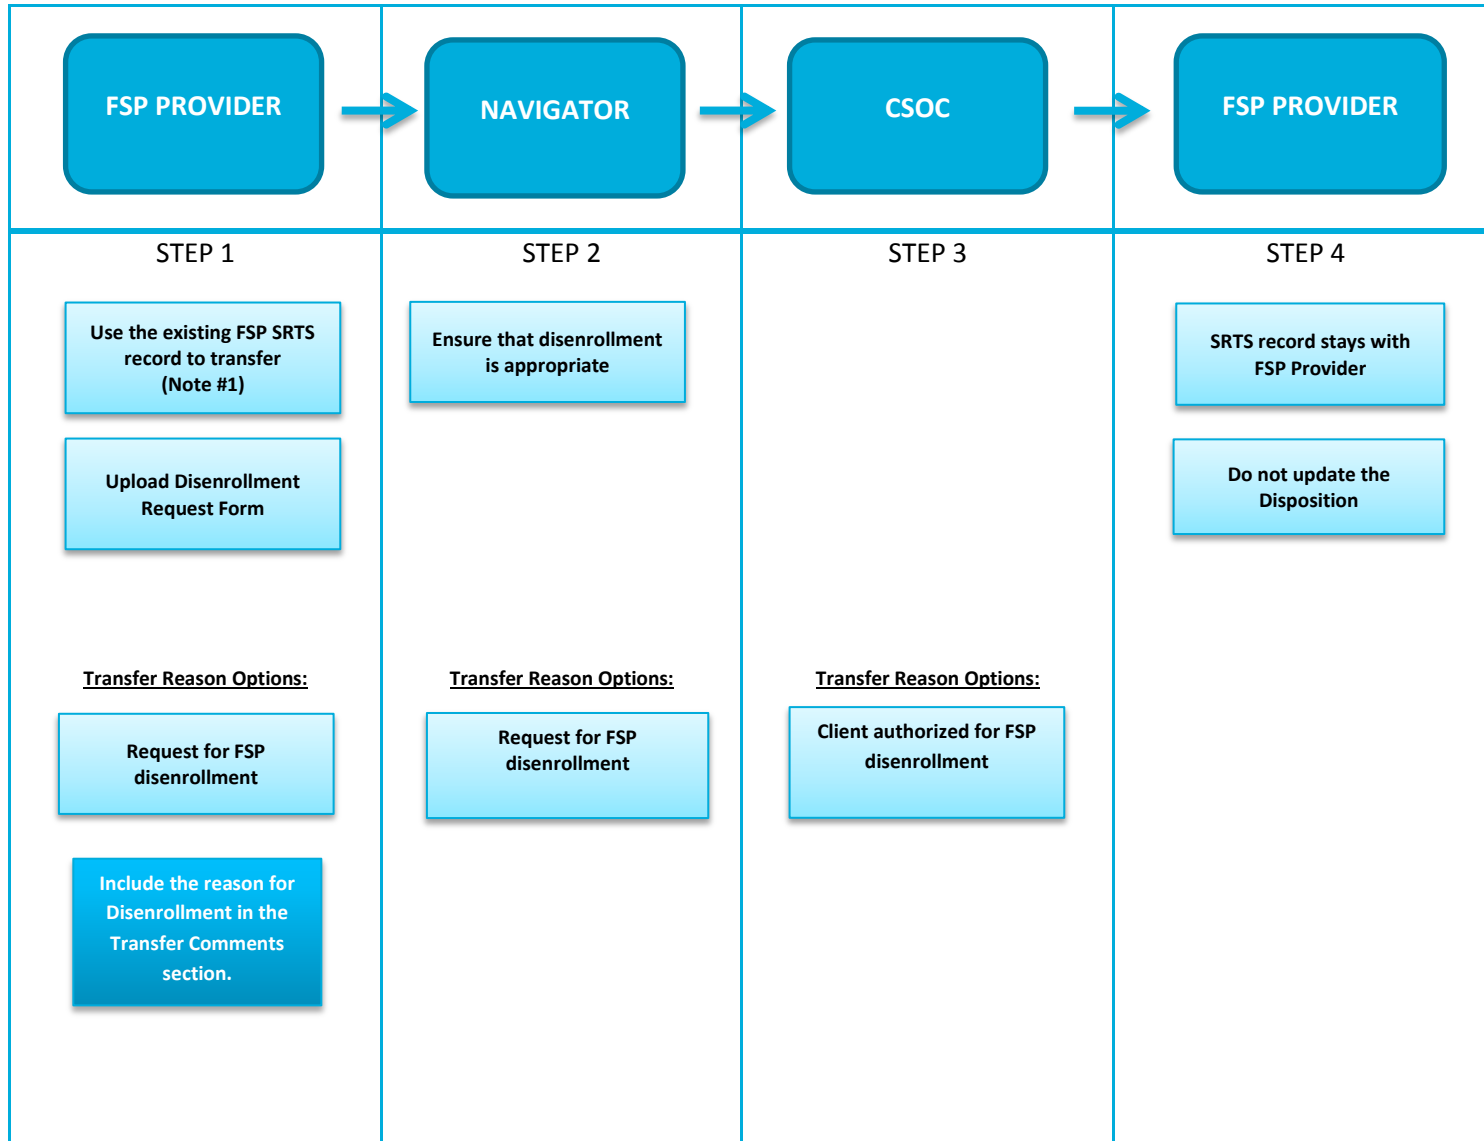 FSP PROVIDER
NAVIGATOR
CSOC
FSP PROVIDER
STEP 1
Use the existing FSP SRTS
record to transfer
(Note #1)
Upload Disenrollment
Request Form
Transfer Reason Options:
Request for FSP
disenrollment
Include the reason for
Disenrollment in the
Transfer Comments
section.
STEP 2
Ensure that disenrollment
is appropriate
Transfer Reason Options:
Request for FSP
disenrollment
STEP 3
Transfer Reason Options:
Client authorized for FSP
disenrollment
STEP 4
SRTS record stays with
FSP Provider
Do not update the
Disposition